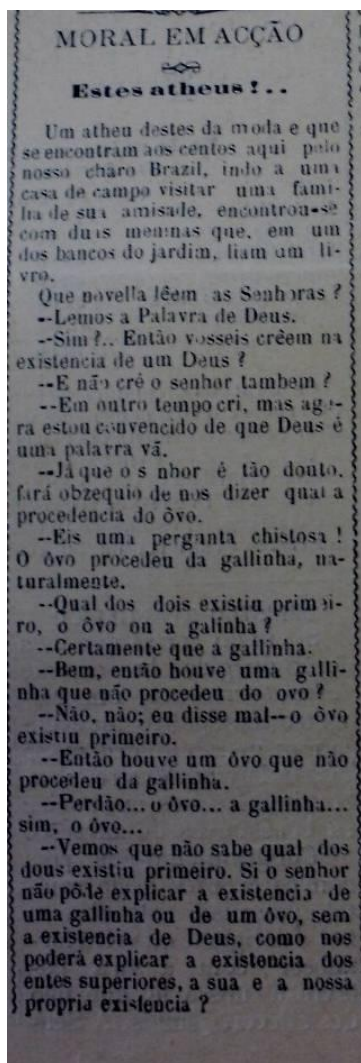 MORAL EM ACÇÃO
Estes atheus!..
Um atheu destes da moda e que
se encontram aos centos aqui pelo
nosso charo Brazil, indo a uma
casa de campo visitar uma fami-
lia de sua amisade, encontrou-se
com duas meninas que, em um
dos bancos do jardim, liam um li-
vro.
Que novella lêem as Senhoras ?
--Lemos a Palavra de Deus.
--Sim ?.. Então vosseis crêem na
existencia de um Deus ?
--E não crê o senhor tambem ?
--Em outro tempo cri, mas ago-
ra estou convencido de que Deus é
uma palavra vã.
--Já que o s nhor é tão douto,
fará obzequio de nos dizer qual a
procedencia do ôvo.
--Eis uma pergunta chistosa !
O ôvo procedeu da gallinha, na-
turalmente.
--Qual dos dois existiu primei-
ro, o ôvo ou a galinha ?
--Certamente que a gallinha.
--Bem, então houve uma galli-
nha que não procedeu do ovo ?
--Não, não; eu disse mal--o ôvo
existiu primeiro.
--Então houve um ôvo que não
procedeu da gallinha.
--Perdão... o ôvo... a gallinha...
sim, o ôvo...
--Vemos que não sabe qual dos
dous existiu primeiro. Si o senhor
não póde explicar a existencia de
uma gallinha ou de um ôvo, sem
a existencia de Deus, como nos
poderá explicar a existencia dos
entes superiores, a sua e a nossa
propria existencia ?